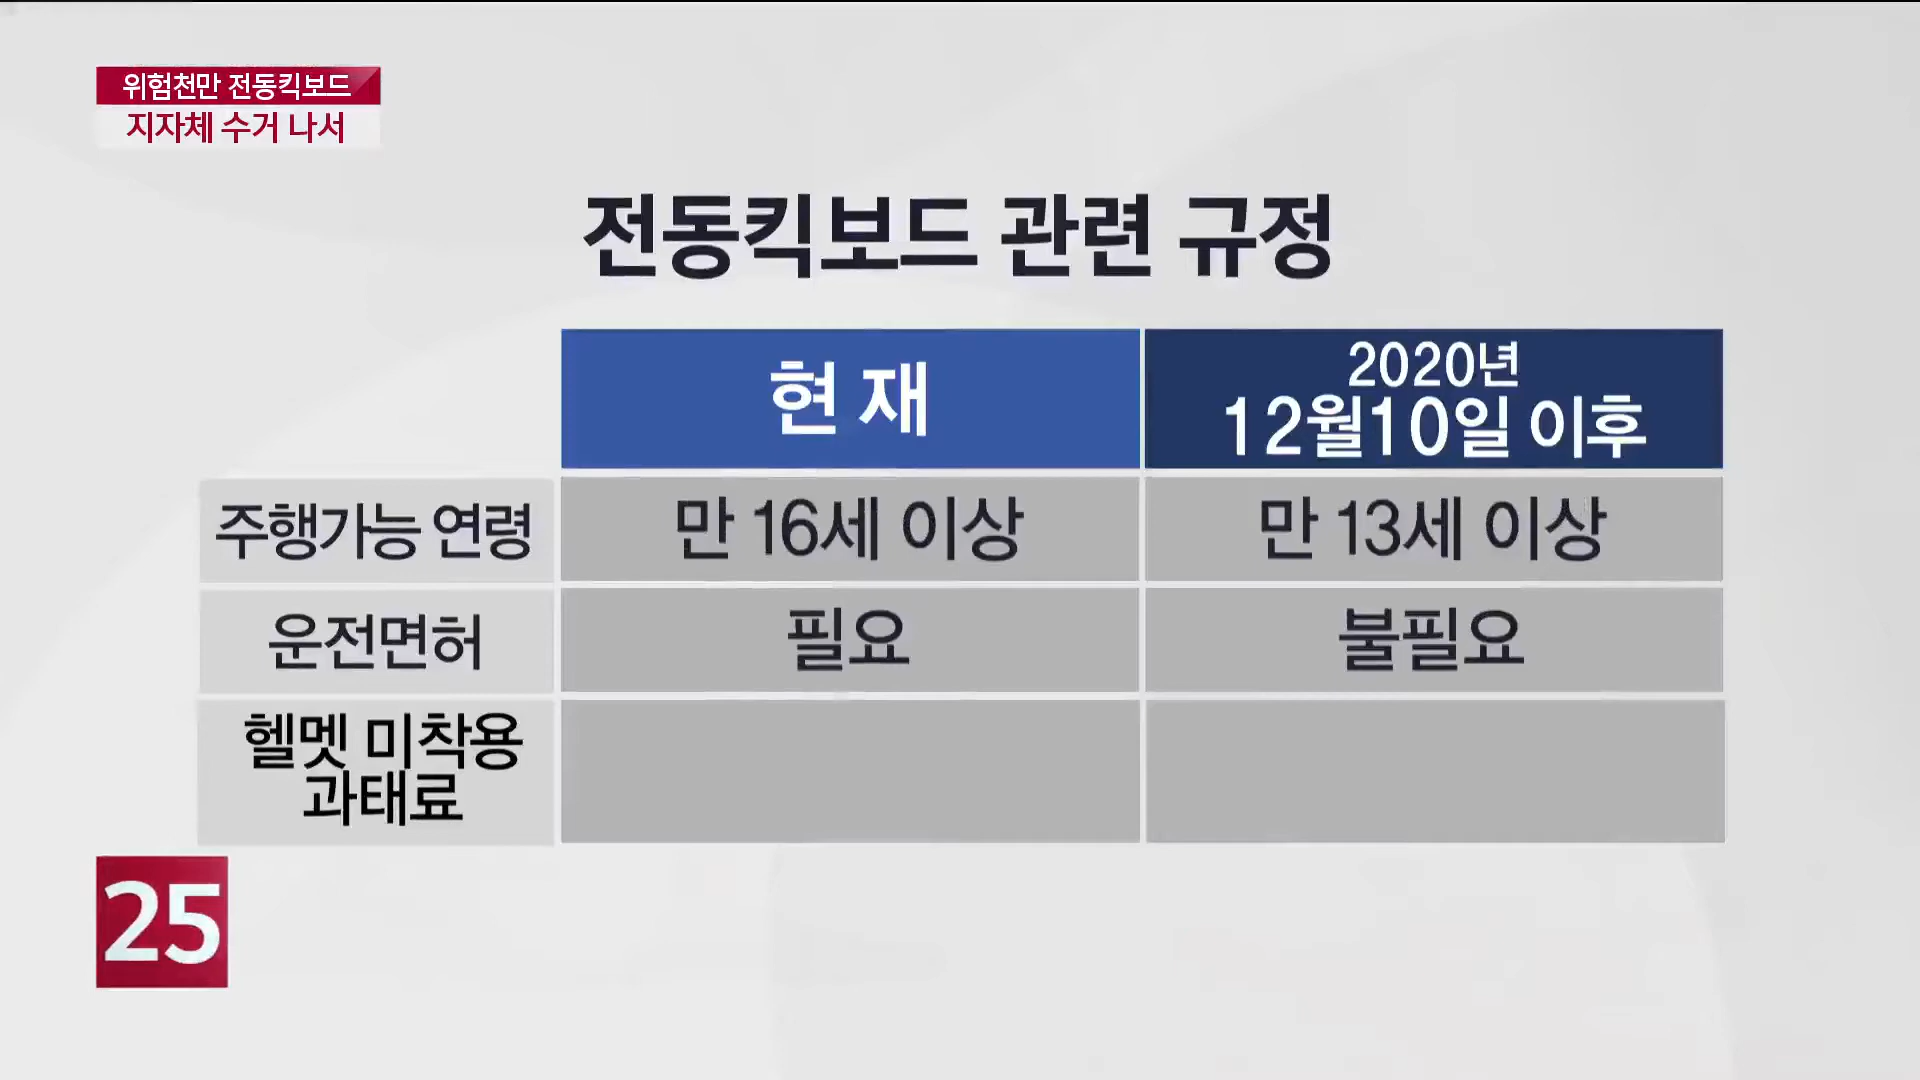 위험천만 전동킥보드
지자체 수거 나서
전동킥보드 관련 규정
현 재
2020년
12월10일 이후
주행가능 연령
만 16세 이상
만 13세 이상
운전면허
필요
불필요
헬멧 미착용
과태료
25